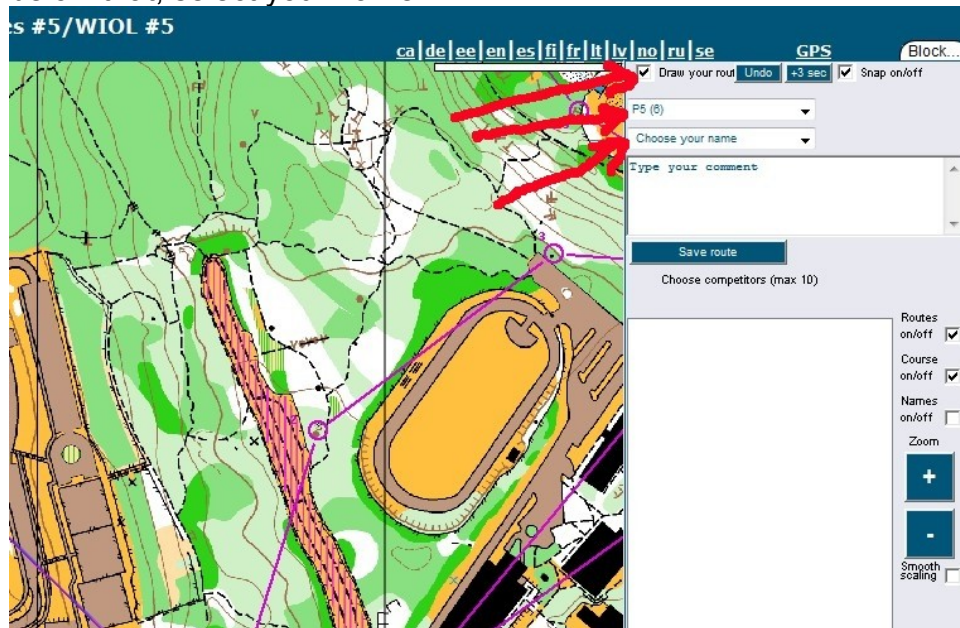 es #5/WIOL #5
ca|de|ee|en|es|fi|fr|lt|lv|no|ru|se GPS Block...
Draw your rout Undo +3 sec Snap on/off
P5 (6)
Choose your name
Type your comment
Save route
Choose competitors (max 10)
Routes
on/off
Course
on/off
Names
on/off
Zoom
+
-
Smooth
scaling
3